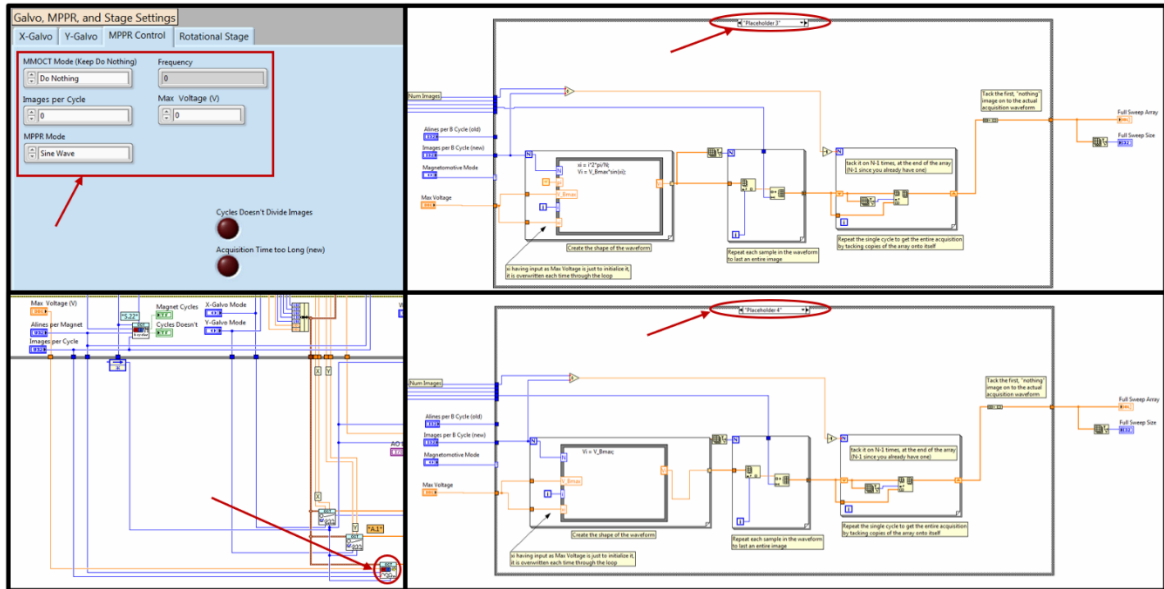 Galvo, MPPR, and Stage Settings
X-Galvo Y-Galvo MPPR Control Rotational Stage
MMOCT Mode (Keep Do Nothing) Frequency
Do Nothing 0
Images per Cycle Max Voltage (V)
0 0
MPPR Mode
Sine Wave
Cycles Doesn't Divide Images
Acquisition Time too Long (new)
"Placeholder 3"
Num Images
Alines per B Cycle (old)
Images per B Cycle (new)
Magnetomotive Mode
Max Voltage
xi = i*2*pi/N;
Vi = V_Bmax*sin(xi);
V_Bmax
Create the shape of the waveform
xi having input as Max Voltage is just to initialize it,
it is overwritten each time through the loop
Repeat each sample in the waveform
to last an entire image
tack it on N-1 times, at the end of the array
(N-1 since you already have one)
Repeat the single cycle to get the entire acquisition
by tacking copies of the array onto itself
Tack the first, "nothing"
image on to the actual
acquisition waveform
Full Sweep Array
Full Sweep Size
Max Voltage (V)
Alines per Magnet
Images per Cycle
Magnet Cycles
Cycles Doesn't
X-Galvo Mode
Y-Galvo Mode
X
Y
X
Y
"A.1"
"Placeholder 4"
Num Images
Alines per B Cycle (old)
Images per B Cycle (new)
Magnetomotive Mode
Max Voltage
Vi = V_Bmax;
V_Bmax
Create the shape of the waveform
xi having input as Max Voltage is just to initialize it,
it is overwritten each time through the loop
Repeat each sample in the waveform
to last an entire image
tack it on N-1 times, at the end of the array
(N-1 since you already have one)
Repeat the single cycle to get the entire acquisition
by tacking copies of the array onto itself
Tack the first, "nothing"
image on to the actual
acquisition waveform
Full Sweep Array
Full Sweep Size